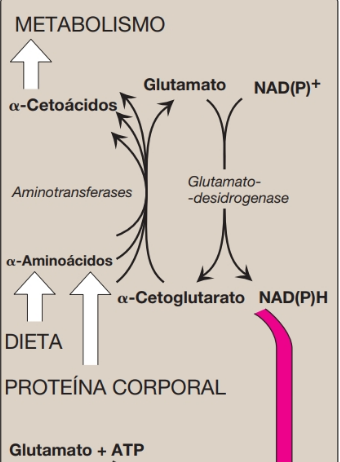 METABOLISMO
Glutamato
NAD(P)+
α-Cetoácidos
Aminotransferases
Glutamato-
-desidrogenase
α-Aminoácidos
α-Cetoglutarato
NAD(P)H
DIETA
PROTEÍNA CORPORAL
Glutamato + ATP